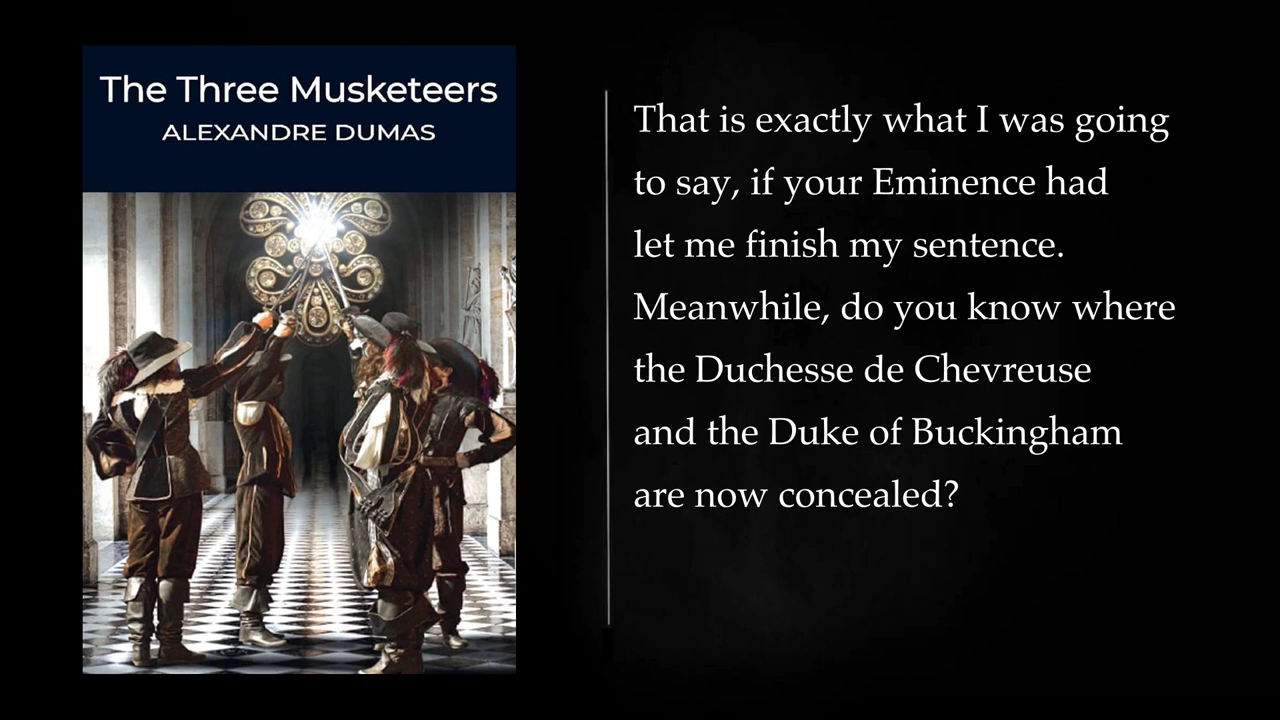 The Three Musketeers
ALEXANDRE DUMAS
That is exactly what I was going
to say, if your Eminence had
let me finish my sentence.
Meanwhile, do you know where
the Duchesse de Chevreuse
and the Duke of Buckingham
are now concealed?